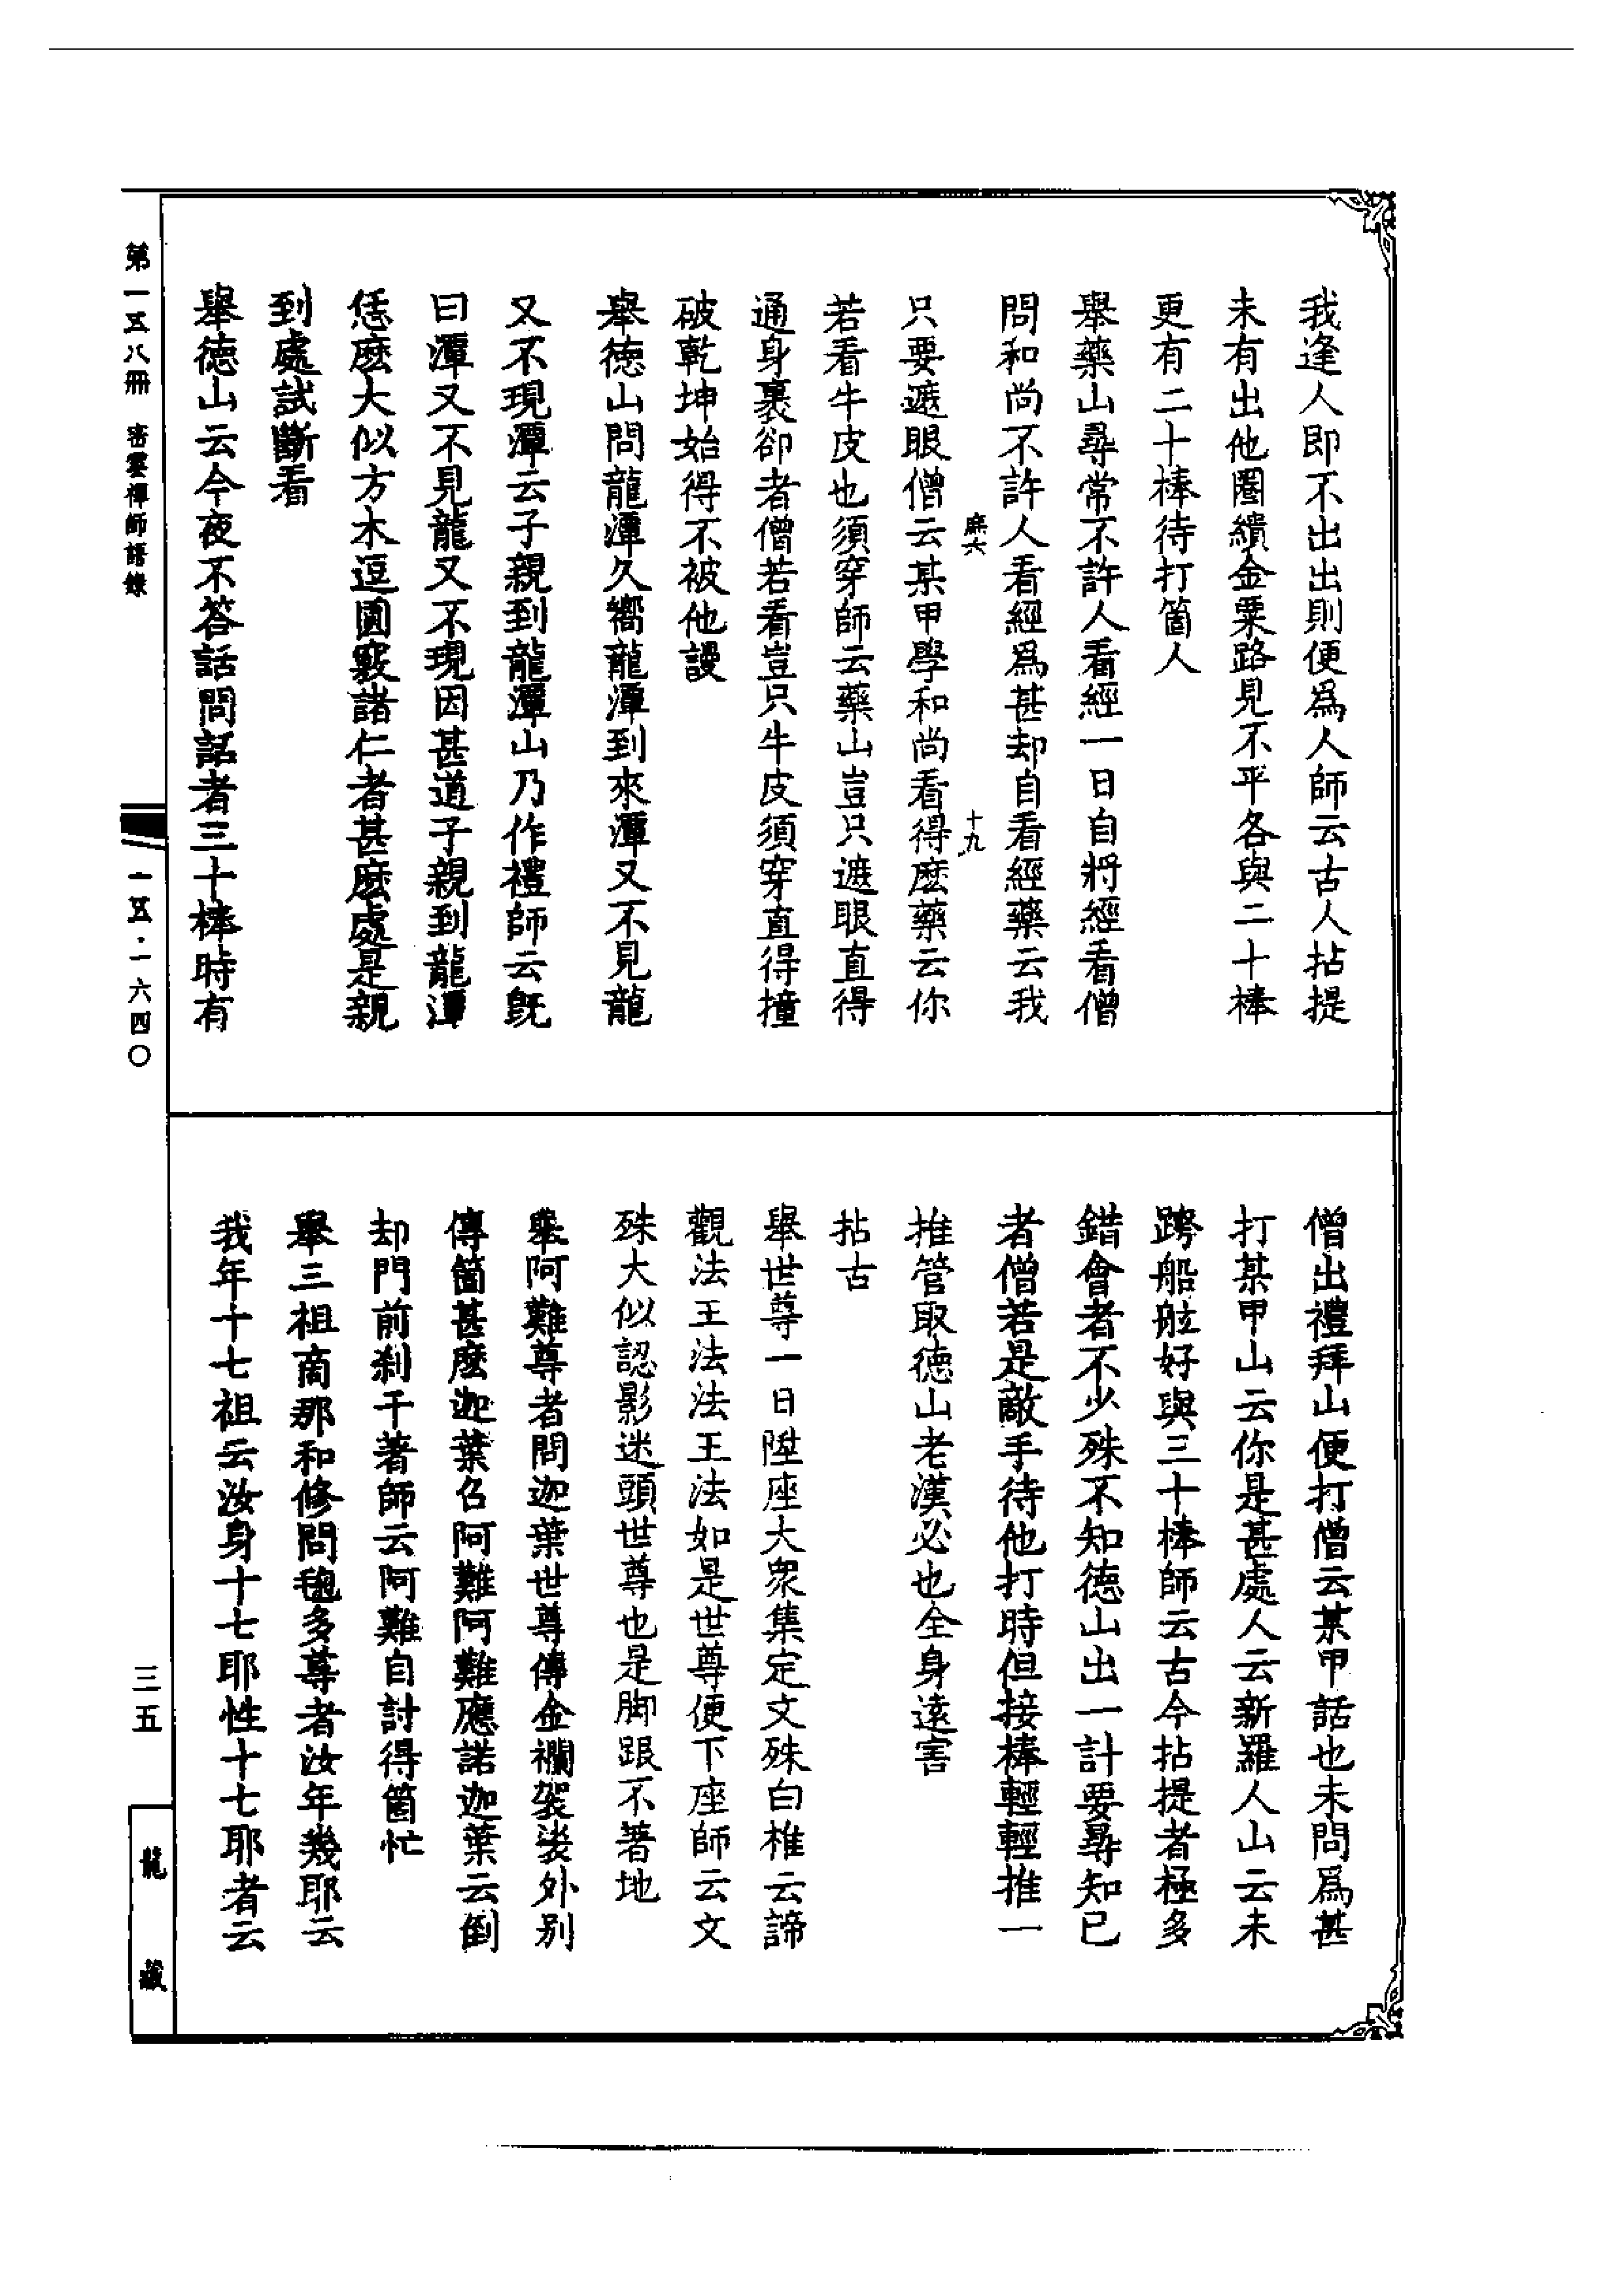 我逢人即不出出則便爲人師云古人拈提
未有出他圈繢金粟路見不平各與二十棒
更有二十棒待打箇人
舉藥山尋常不許人看經一日自將經看僧
問和尚不許人看經爲甚却自看經藥云我
麻六 十九
只要遮眼僧云某甲學和尚看得麽藥云你
若看牛皮也須穿師云藥山豈只遮眼直得
通身裹卻者僧若看豈只牛皮須穿直得撞
破乾坤始得不被他謾
舉德山問龍潭久嚮龍潭到來潭又不見龍
又不現潭云子親到龍潭山乃作禮師云旣
曰潭又不見龍又不現因甚道子親到龍潭
恁麽大似方木逗圓竅諸仁者甚麽處是親
到處試斷看
舉德山云今夜不答話問話者三十棒時有
僧出禮拜山便打僧云某甲話也未問爲甚
打某甲山云你是甚處人云新羅人山云未
跨船舷好與三十棒師云古今拈提者極多
錯會者不少殊不知德山出一計要尋知己
者僧若是敵手待他打時但接棒輕輕推一
推管取德山老漢必也全身遠害
拈古
舉世尊一日陞座大衆集定文殊白椎云諦
觀法王法法王法如是世尊便下座師云文
殊大似認影迷頭世尊也是脚跟不著地
舉阿難尊者問迦葉世尊傳金襴袈裟外别
傳箇甚麽迦葉召阿難阿難應諾迦葉云倒
却門前刹干著師云阿難自討得箇忙
舉三祖商那和修問毱多尊者汝年幾耶云
我年十七祖云汝身十七耶性十七耶者云
第一五八冊 密雲禪師語錄
一五·一六四〇
三五
龍藏